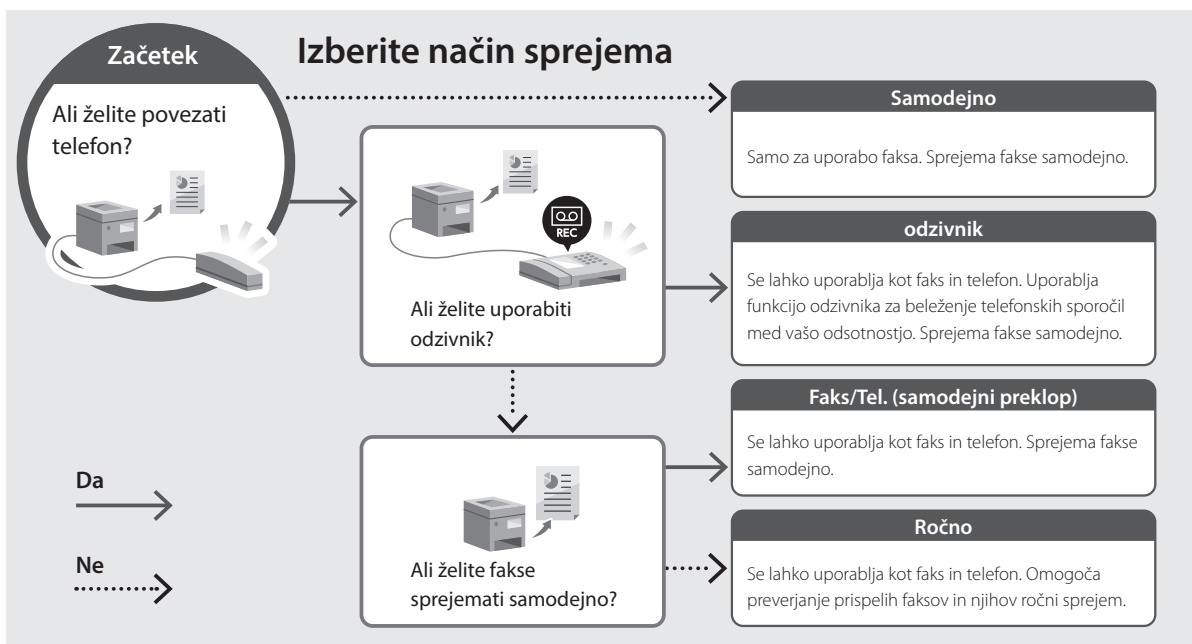 Začetek
Izberite način sprejema
Ali želite povezati
telefon?
Samodejno
Samo za uporabo faksa. Sprejema fakse samodejno.
REC
Ali želite uporabiti
odzivnik?
odzivnik
Se lahko uporablja kot faks in telefon. Uporablja
funkcijo odzivnika za beleženje telefonskih sporočil
med vašo odsotnostjo. Sprejema fakse samodejno.
Faks/Tel. (samodejni preklop)
Se lahko uporablja kot faks in telefon. Sprejema fakse
samodejno.
Da
Ne
Ali želite fakse
sprejemati samodejno?
Ročno
Se lahko uporablja kot faks in telefon. Omogoča
preverjanje prispelih faksov in njihov ročni sprejem.